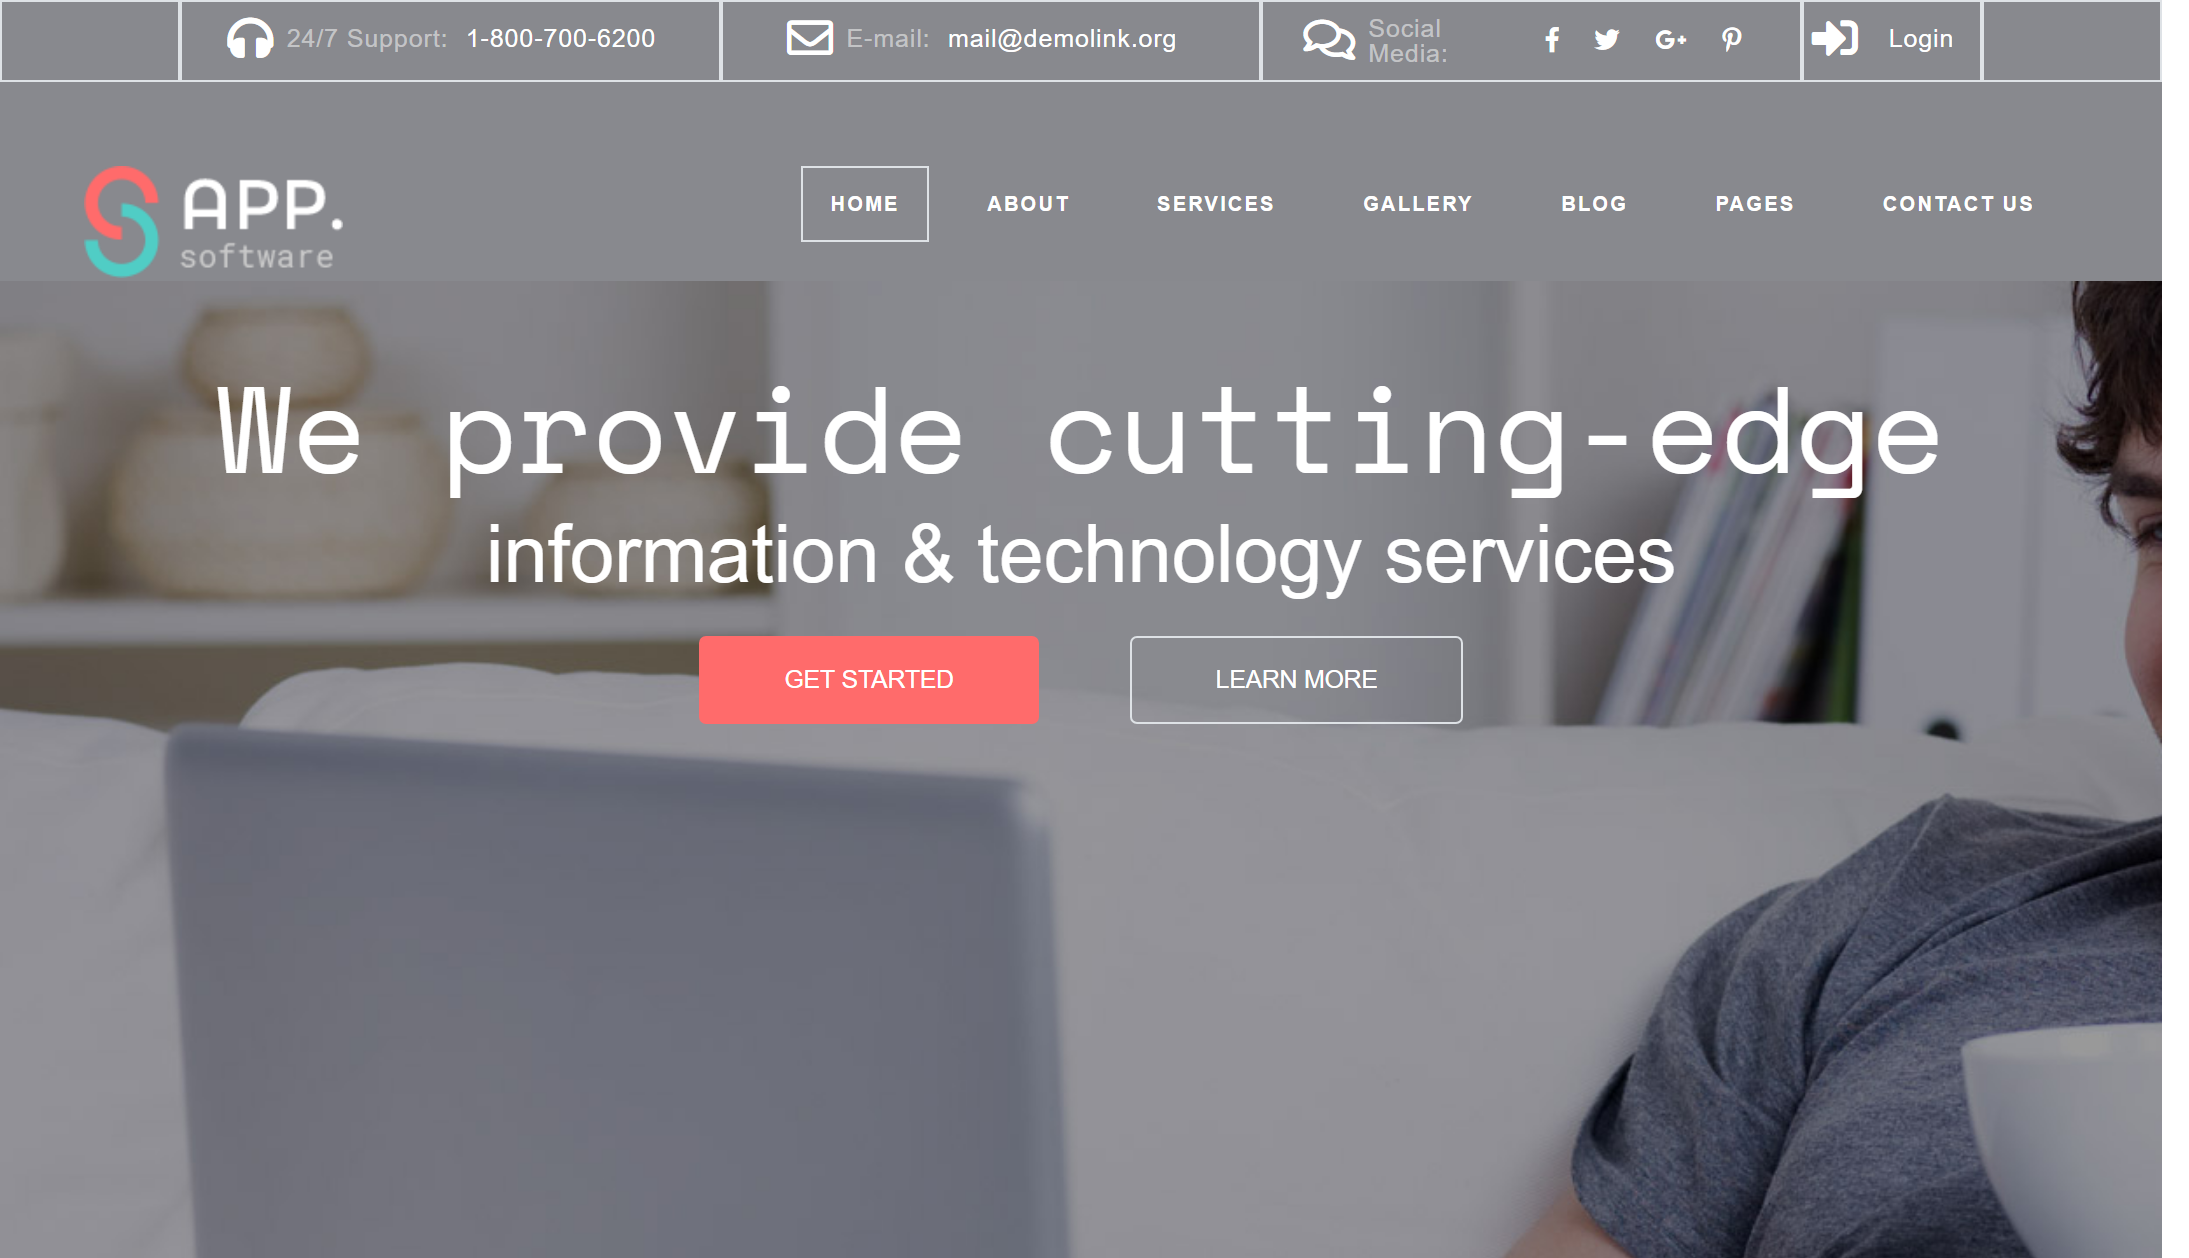 24/7 Support: 1-800-700-6200
E-mail: mail@demolink.org
Social
Media:
Login
APP.
software
HOME ABOUT SERVICES GALLERY BLOG PAGES CONTACT US
We provide cutting-edge
information & technology services
GET STARTED LEARN MORE